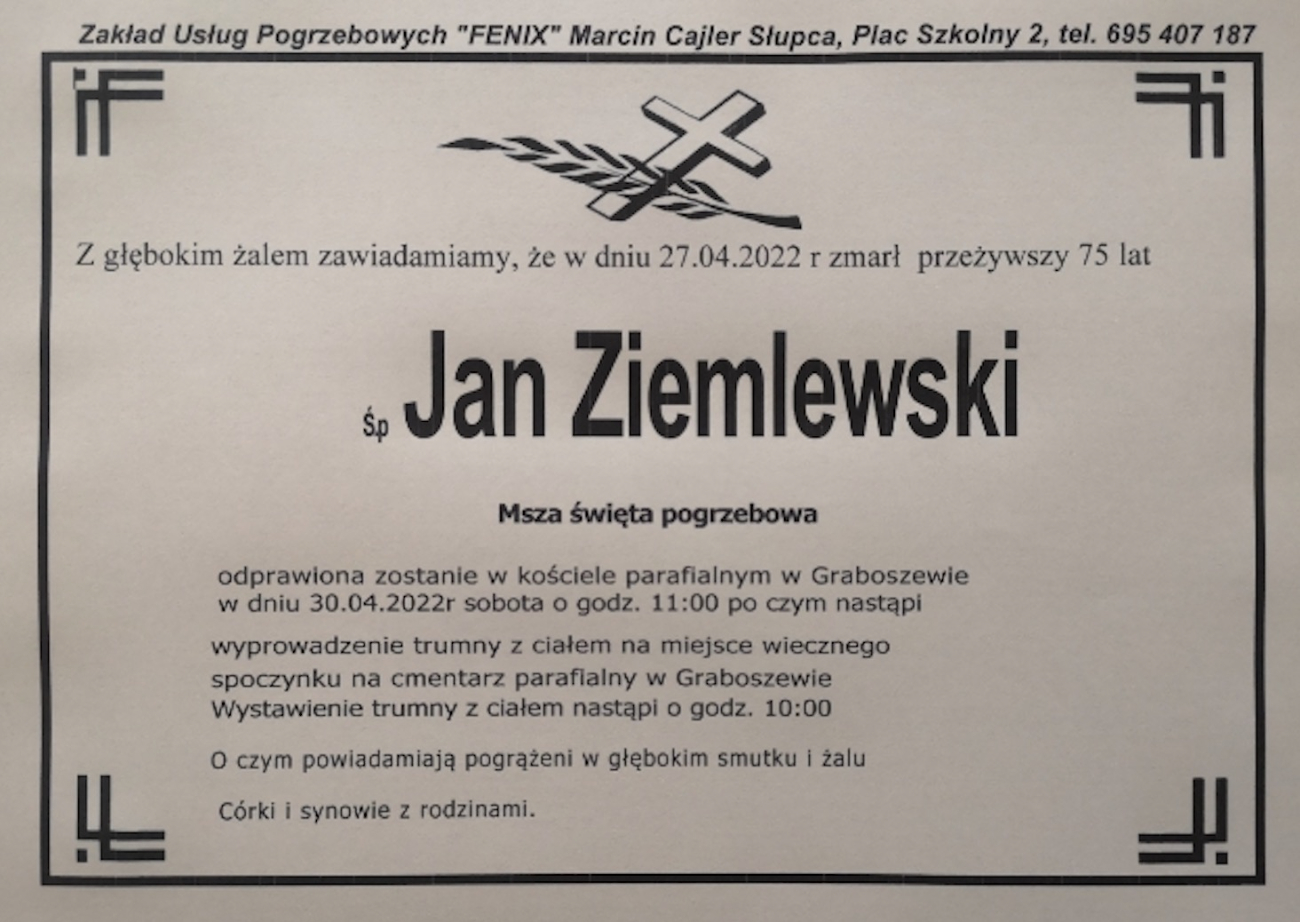 Zakład Usług Pogrzebowych "FENIX" Marcin Cajler Słupca, Plac Szkolny 2, tel. 695 407 187
Z głębokim żalem zawiadamiamy, że w dniu 27.04.2022 r zmarł przeżywszy 75 lat
Śp Jan Ziemlewski
Msza święta pogrzebowa
odprawiona zostanie w kościele parafialnym w Graboszewie
w dniu 30.04.2022r sobota o godz. 11:00 po czym nastąpi
wyprowadzenie trumny z ciałem na miejsce wiecznego
spoczynku na cmentarz parafialny w Graboszewie
Wystawienie trumny z ciałem nastąpi o godz. 10:00
O czym powiadamiają pogrążeni w głębokim smutku i żalu
Córki i synowie z rodzinami.